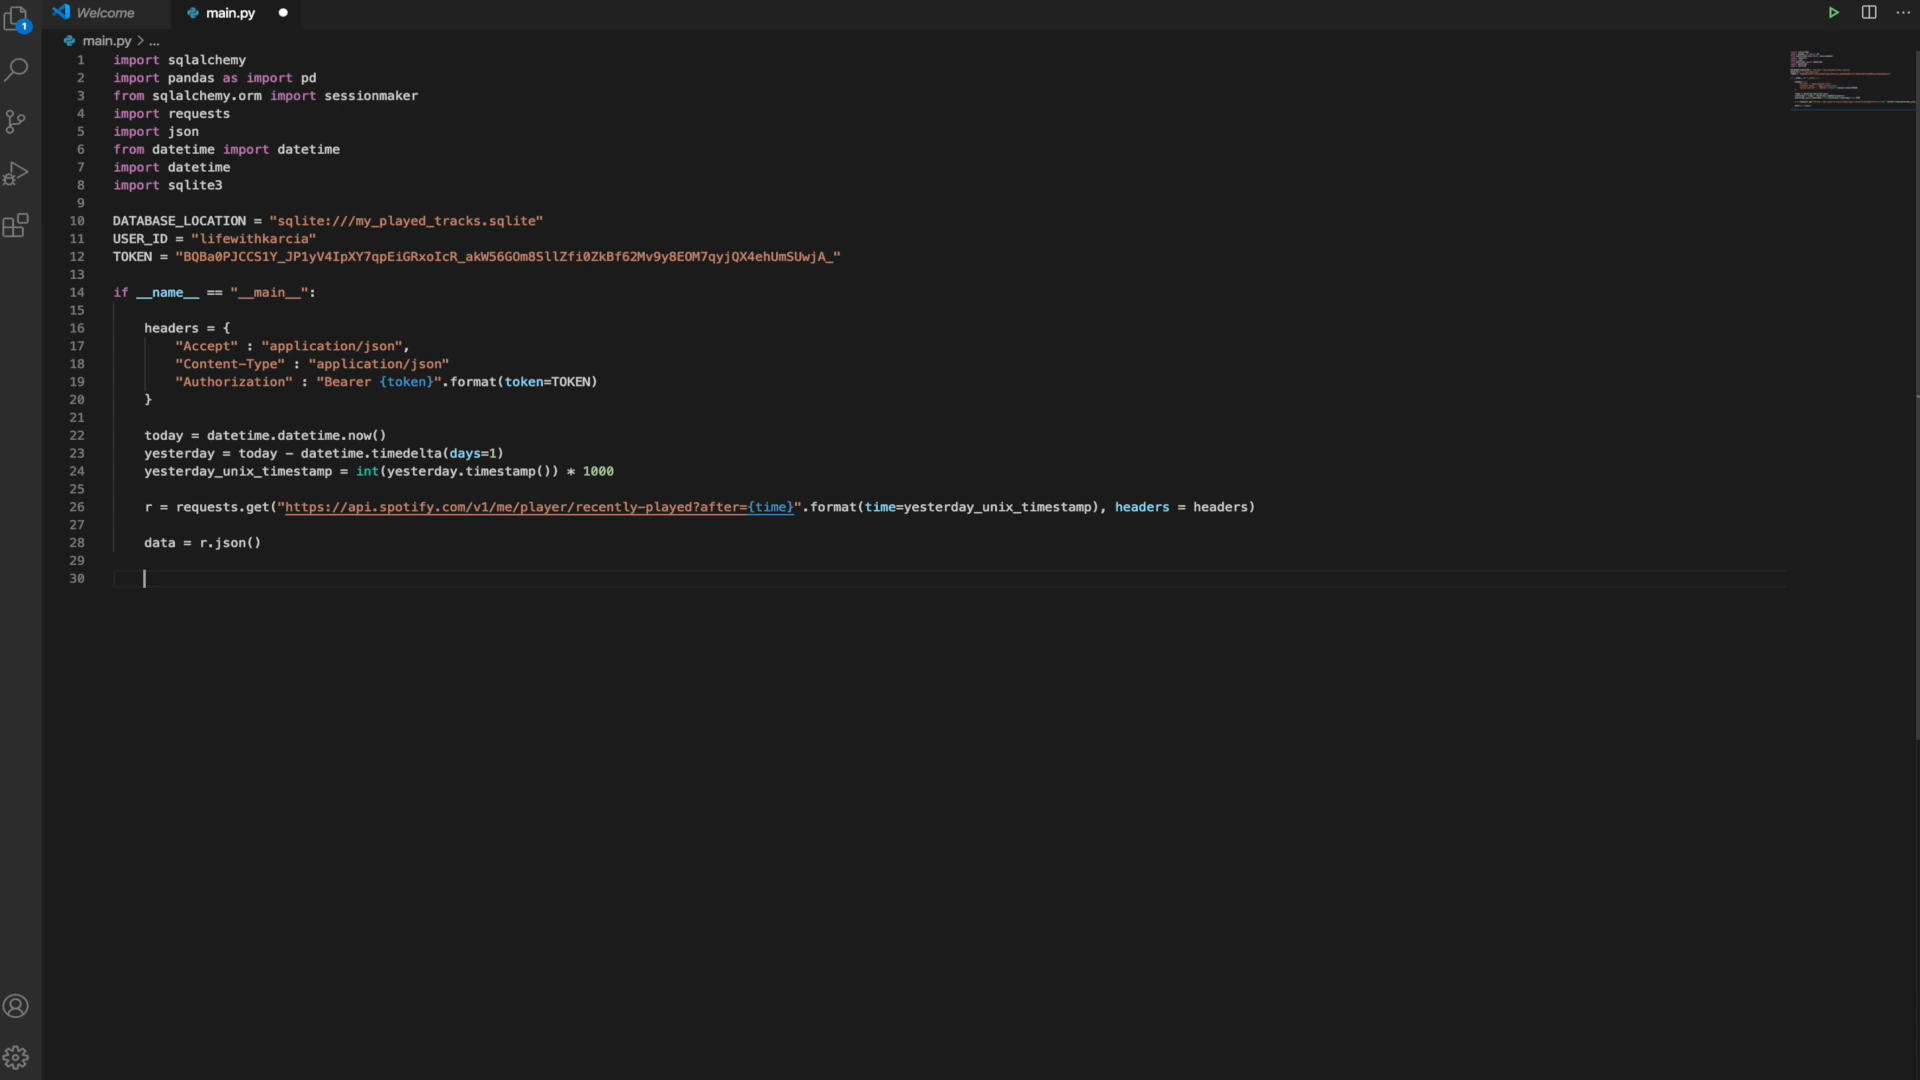 Welcome
main.py
1
main.py > ...
1 import sqlalchemy
2 import pandas as import pd
3 from sqlalchemy.orm import sessionmaker
4 import requests
5 import json
6 from datetime import datetime
7 import datetime
8 import sqlite3
9
10 DATABASE_LOCATION = "sqlite:///my_played_tracks.sqlite"
11 USER_ID = "lifewithkarcia"
12 TOKEN = "BQBa0PJCCS1Y_JP1yV4IpXY7qpEiGRxoIcR_akW56GOm8SllZfi0ZkBf62Mv9y8EOM7qyjQX4ehUmSUwjA_"
13
14 if __name__ == "__main__":
15
16 headers = {
17 "Accept" : "application/json",
18 "Content-Type" : "application/json"
19 "Authorization" : "Bearer {token}".format(token=TOKEN)
20 }
21
22 today = datetime.datetime.now()
23 yesterday = today - datetime.timedelta(days=1)
24 yesterday_unix_timestamp = int(yesterday.timestamp()) * 1000
25
26 r = requests.get("https://api.spotify.com/v1/me/player/recently-played?after={time}".format(time=yesterday_unix_timestamp), headers = headers)
27
28 data = r.json()
29
30